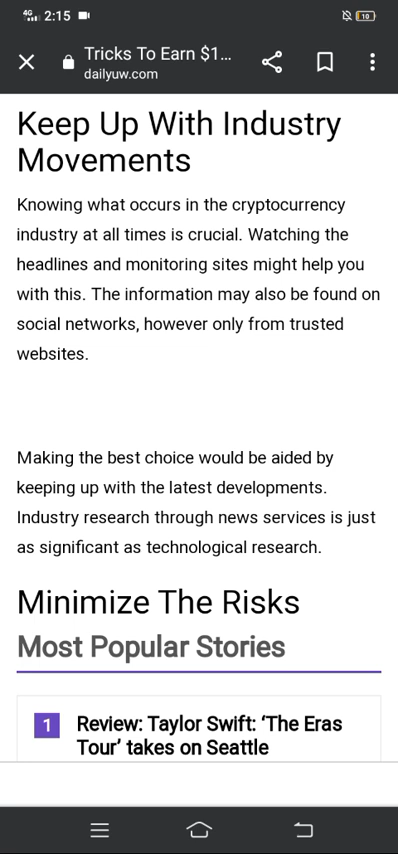 4G 2:15 10
Tricks To Earn $1...
dailyuw.com
Keep Up With Industry
Movements
Knowing what occurs in the cryptocurrency
industry at all times is crucial. Watching the
headlines and monitoring sites might help you
with this. The information may also be found on
social networks, however only from trusted
websites.
Making the best choice would be aided by
keeping up with the latest developments.
Industry research through news services is just
as significant as technological research.
Minimize The Risks
Most Popular Stories
1 Review: Taylor Swift: ‘The Eras
Tour’ takes on Seattle